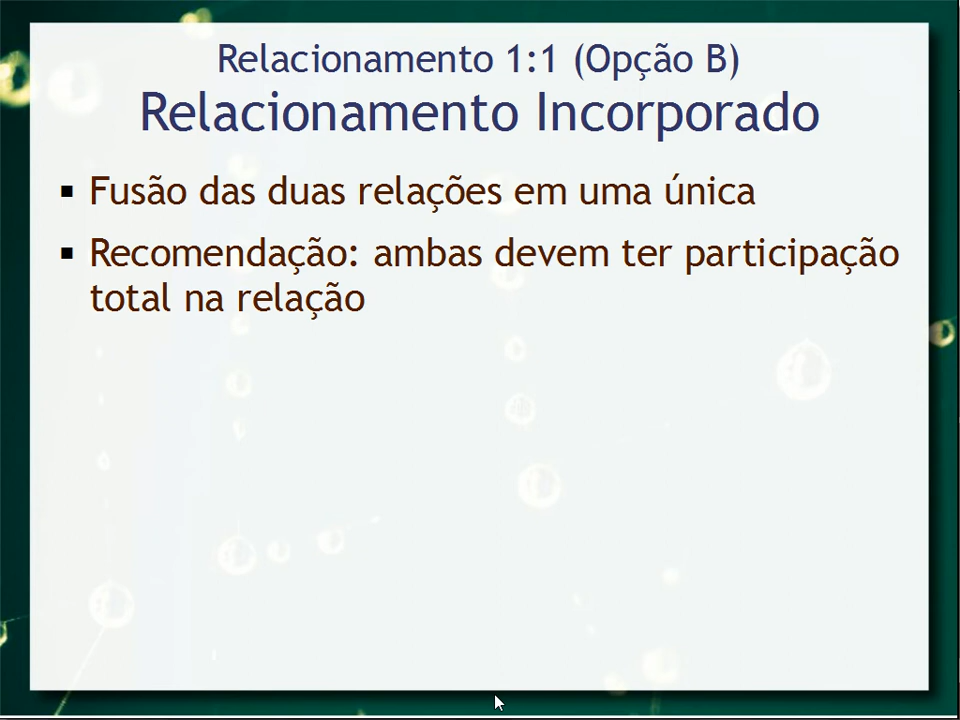 Relacionamento 1:1 (Opção B)
Relacionamento Incorporado
▪ Fusão das duas relações em uma única
▪ Recomendação: ambas devem ter participação
total na relação